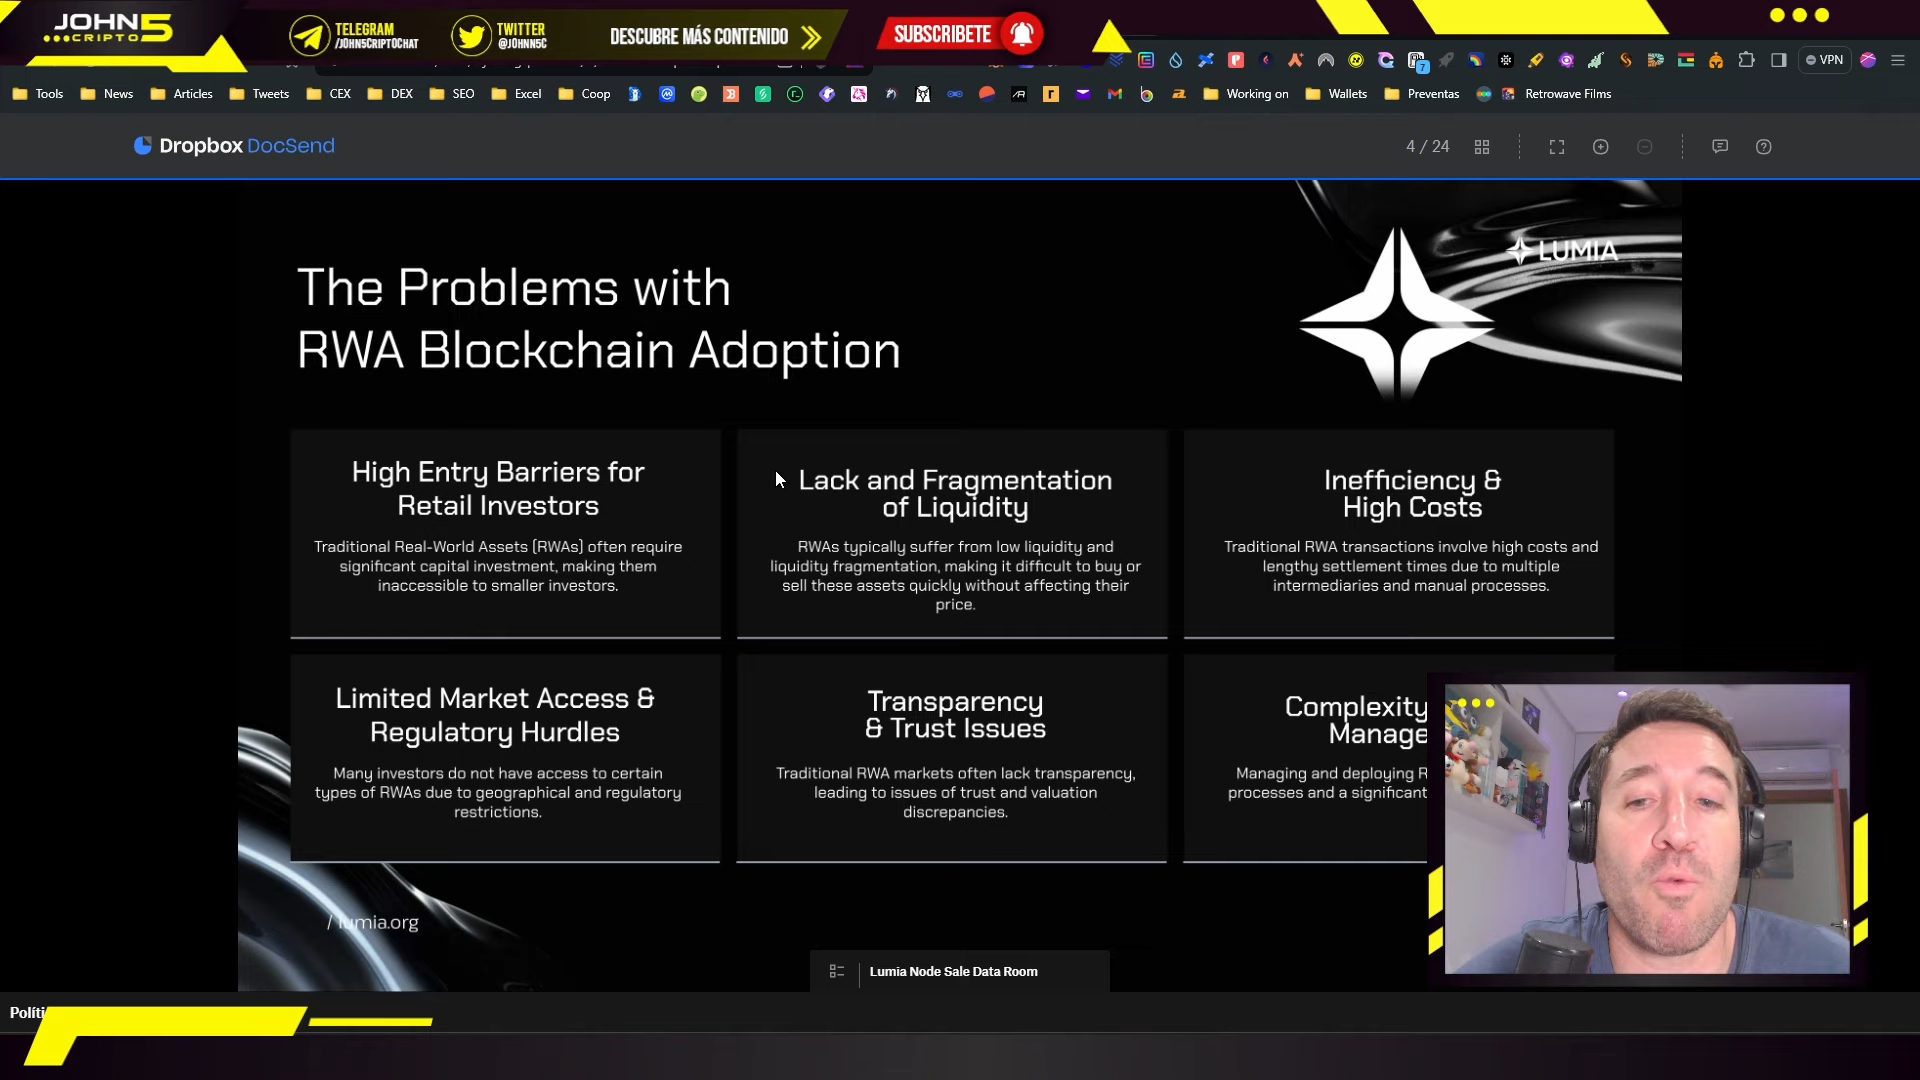 JOHN 5
CRIPTO
TELEGRAM
/JOHN5CRIPTOCHAT
TWITTER
@JOHNN5C
DESCUBRE MÁS CONTENIDO
SUBSCRIBETE
7
VPN
Tools
News
Articles
Tweets
CEX
DEX
SEO
Excel
Coop
Working on
Wallets
Preventas
Retrowave Films
Dropbox DocSend
4 / 24
LUMIA
The Problems with
RWA Blockchain Adoption
High Entry Barriers for
Retail Investors
Traditional Real-World Assets (RWAs) often require
significant capital investment, making them
inaccessible to smaller investors.
Lack and Fragmentation
of Liquidity
RWAs typically suffer from low liquidity and
liquidity fragmentation, making it difficult to buy or
sell these assets quickly without affecting their
price.
Inefficiency &
High Costs
Traditional RWA transactions involve high costs and
lengthy settlement times due to multiple
intermediaries and manual processes.
Limited Market Access &
Regulatory Hurdles
Many investors do not have access to certain
types of RWAs due to geographical and regulatory
restrictions.
Transparency
& Trust Issues
Traditional RWA markets often lack transparency,
leading to issues of trust and valuation
discrepancies.
Complexity
Manage
Managing and deploying R
processes and a significant
/ lumia.org
Lumia Node Sale Data Room
Políti